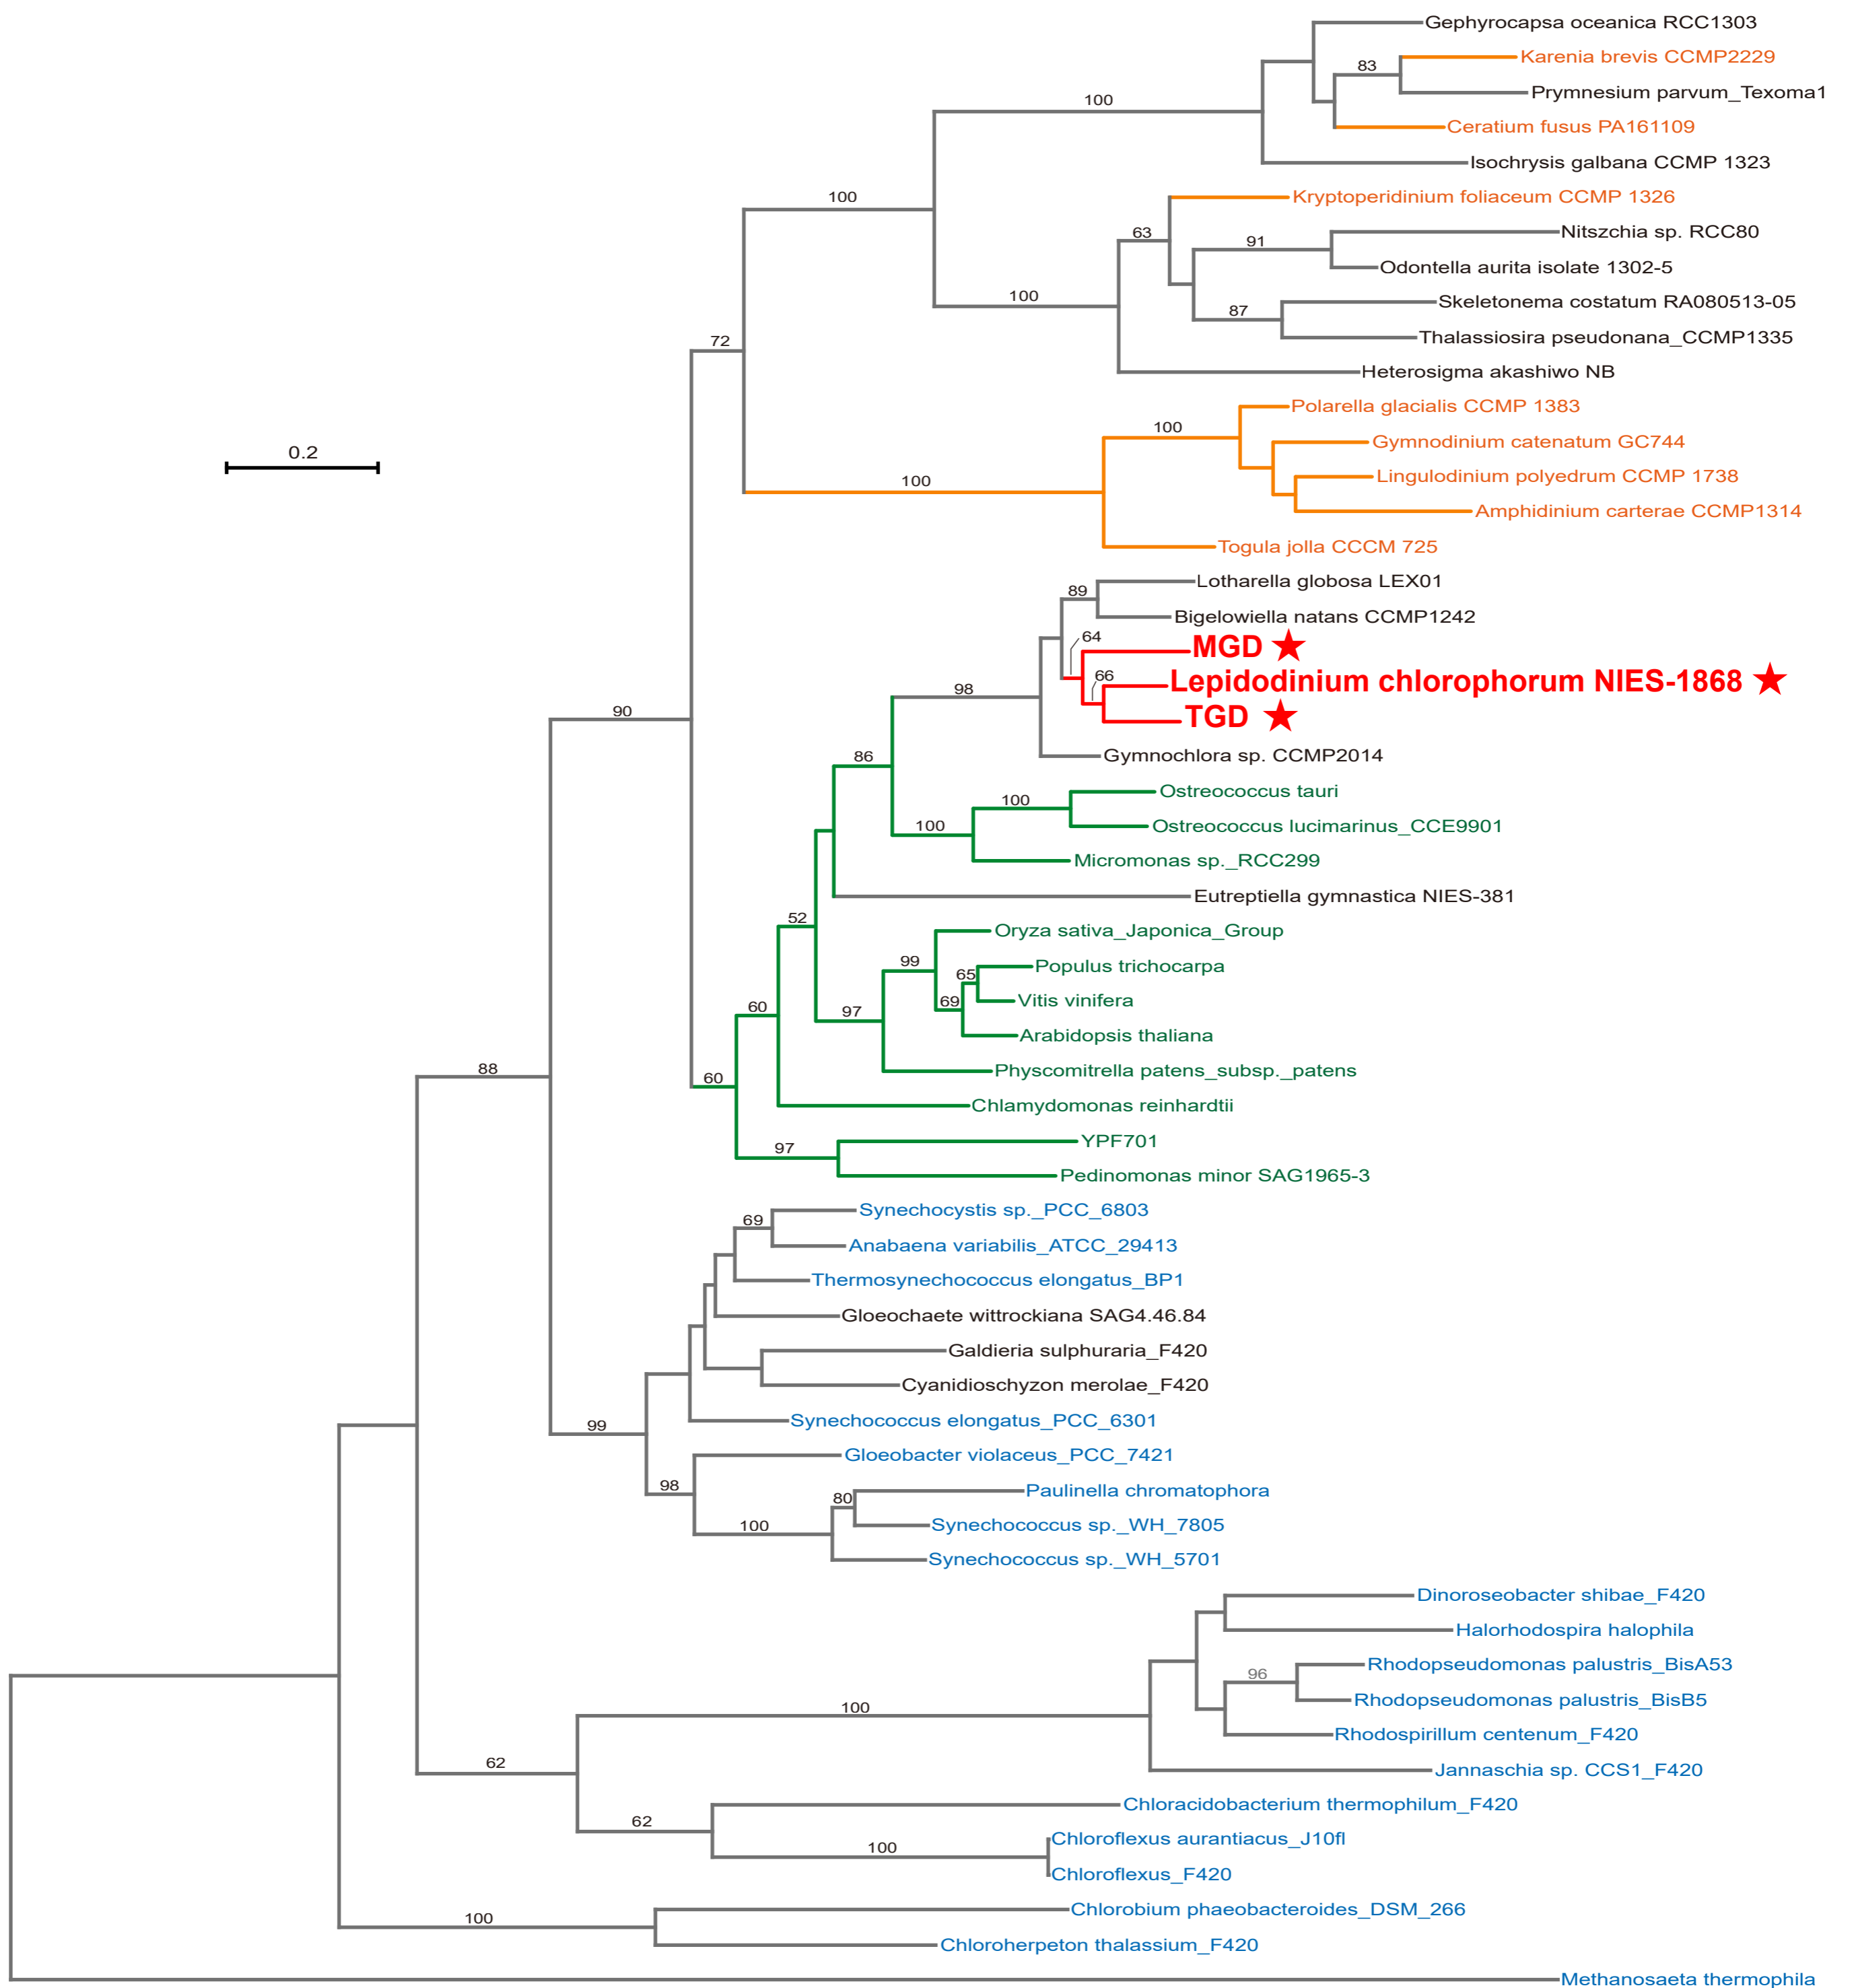 Gephyrocapsa oceanica RCC1303
Karenia brevis CCMP2229
83
Prymnesium parvum_Texoma1
100
Ceratium fusus PA161109
Isochrysis galbana CCMP 1323
100
Kryptoperidinium foliaceum CCMP 1326
63
Nitszchia sp. RCC80
91
Odontella aurita isolate 1302-5
100
Skeletonema costatum RA080513-05
87
Thalassiosira pseudonana_CCMP1335
72
Heterosigma akashiwo NB
Polarella glacialis CCMP 1383
100
Gymnodinium catenatum GC744
0.2
Lingulodinium polyedrum CCMP 1738
100
Amphidinium carterae CCMP1314
Togula jolla CCCM 725
Lotharella globosa LEX01
89
Bigelowiella natans CCMP1242
64
MGD ★
66
Lepidodinium chlorophorum NIES-1868 ★
98
TGD ★
90
Gymnochlora sp. CCMP2014
86
Ostreococcus tauri
100
Ostreococcus lucimarinus_CCE9901
100
Micromonas sp._RCC299
Eutreptiella gymnastica NIES-381
52
Oryza sativa_Japonica_Group
99
Populus trichocarpa
65
Vitis vinifera
69
60
97
Arabidopsis thaliana
88
60
Physcomitrella patens_subsp._patens
Chlamydomonas reinhardtii
YPF701
97
Pedinomonas minor SAG1965-3
Synechocystis sp._PCC_6803
69
Anabaena variabilis_ATCC_29413
Thermosynechococcus elongatus_BP1
Gloeochaete wittrockiana SAG4.46.84
Galdieria sulphuraria_F420
Cyanidioschyzon merolae_F420
Synechococcus elongatus_PCC_6301
99
Gloeobacter violaceus_PCC_7421
98
Paulinella chromatophora
80
Synechococcus sp._WH_7805
100
Synechococcus sp._WH_5701
Dinoroseobacter shibae_F420
Halorhodospira halophila
Rhodopseudomonas palustris_BisA53
96
Rhodopseudomonas palustris_BisB5
100
Rhodospirillum centenum_F420
62
Jannaschia sp. CCS1_F420
Chloracidobacterium thermophilum_F420
62
Chloroflexus aurantiacus_J10fl
100
Chloroflexus_F420
Chlorobium phaeobacteroides_DSM_266
100
Chloroherpeton thalassium_F420
Methanosaeta thermophila